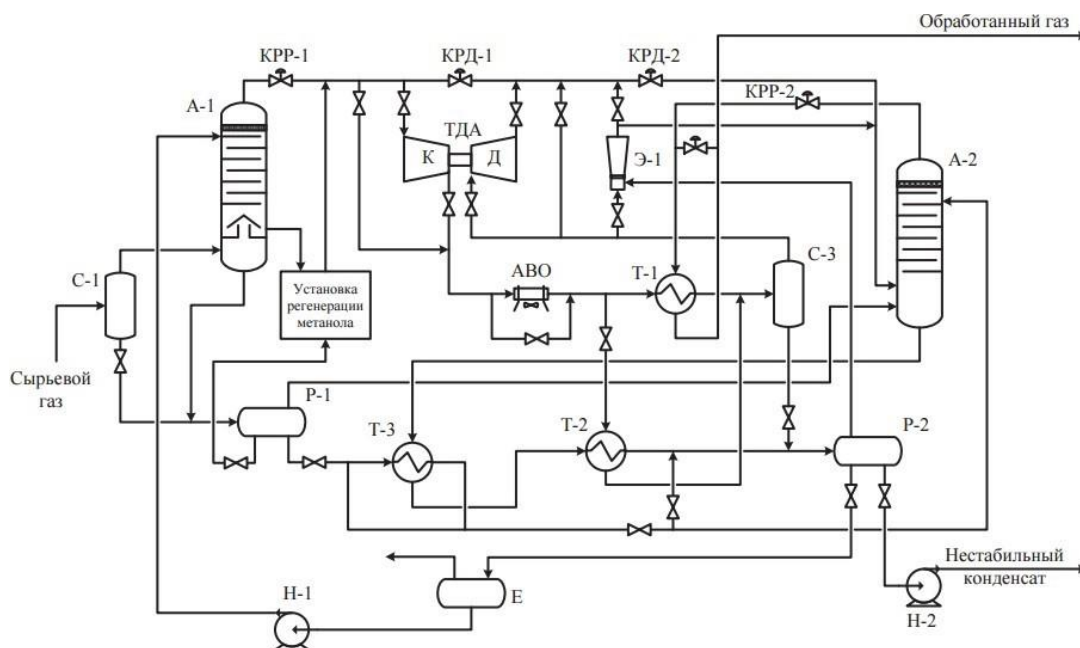 Обработанный газ
КРР-1
КРД-1
КРД-2
КРР-2
А-1
ТДА
К
Д
Э-1
А-2
С-1
С-3
АВО
Т-1
Установка
регенерации
метанола
Сырьевой
газ
Р-1
Т-3
Т-2
Р-2
Нестабильный
конденсат
Н-1
Е
Н-2